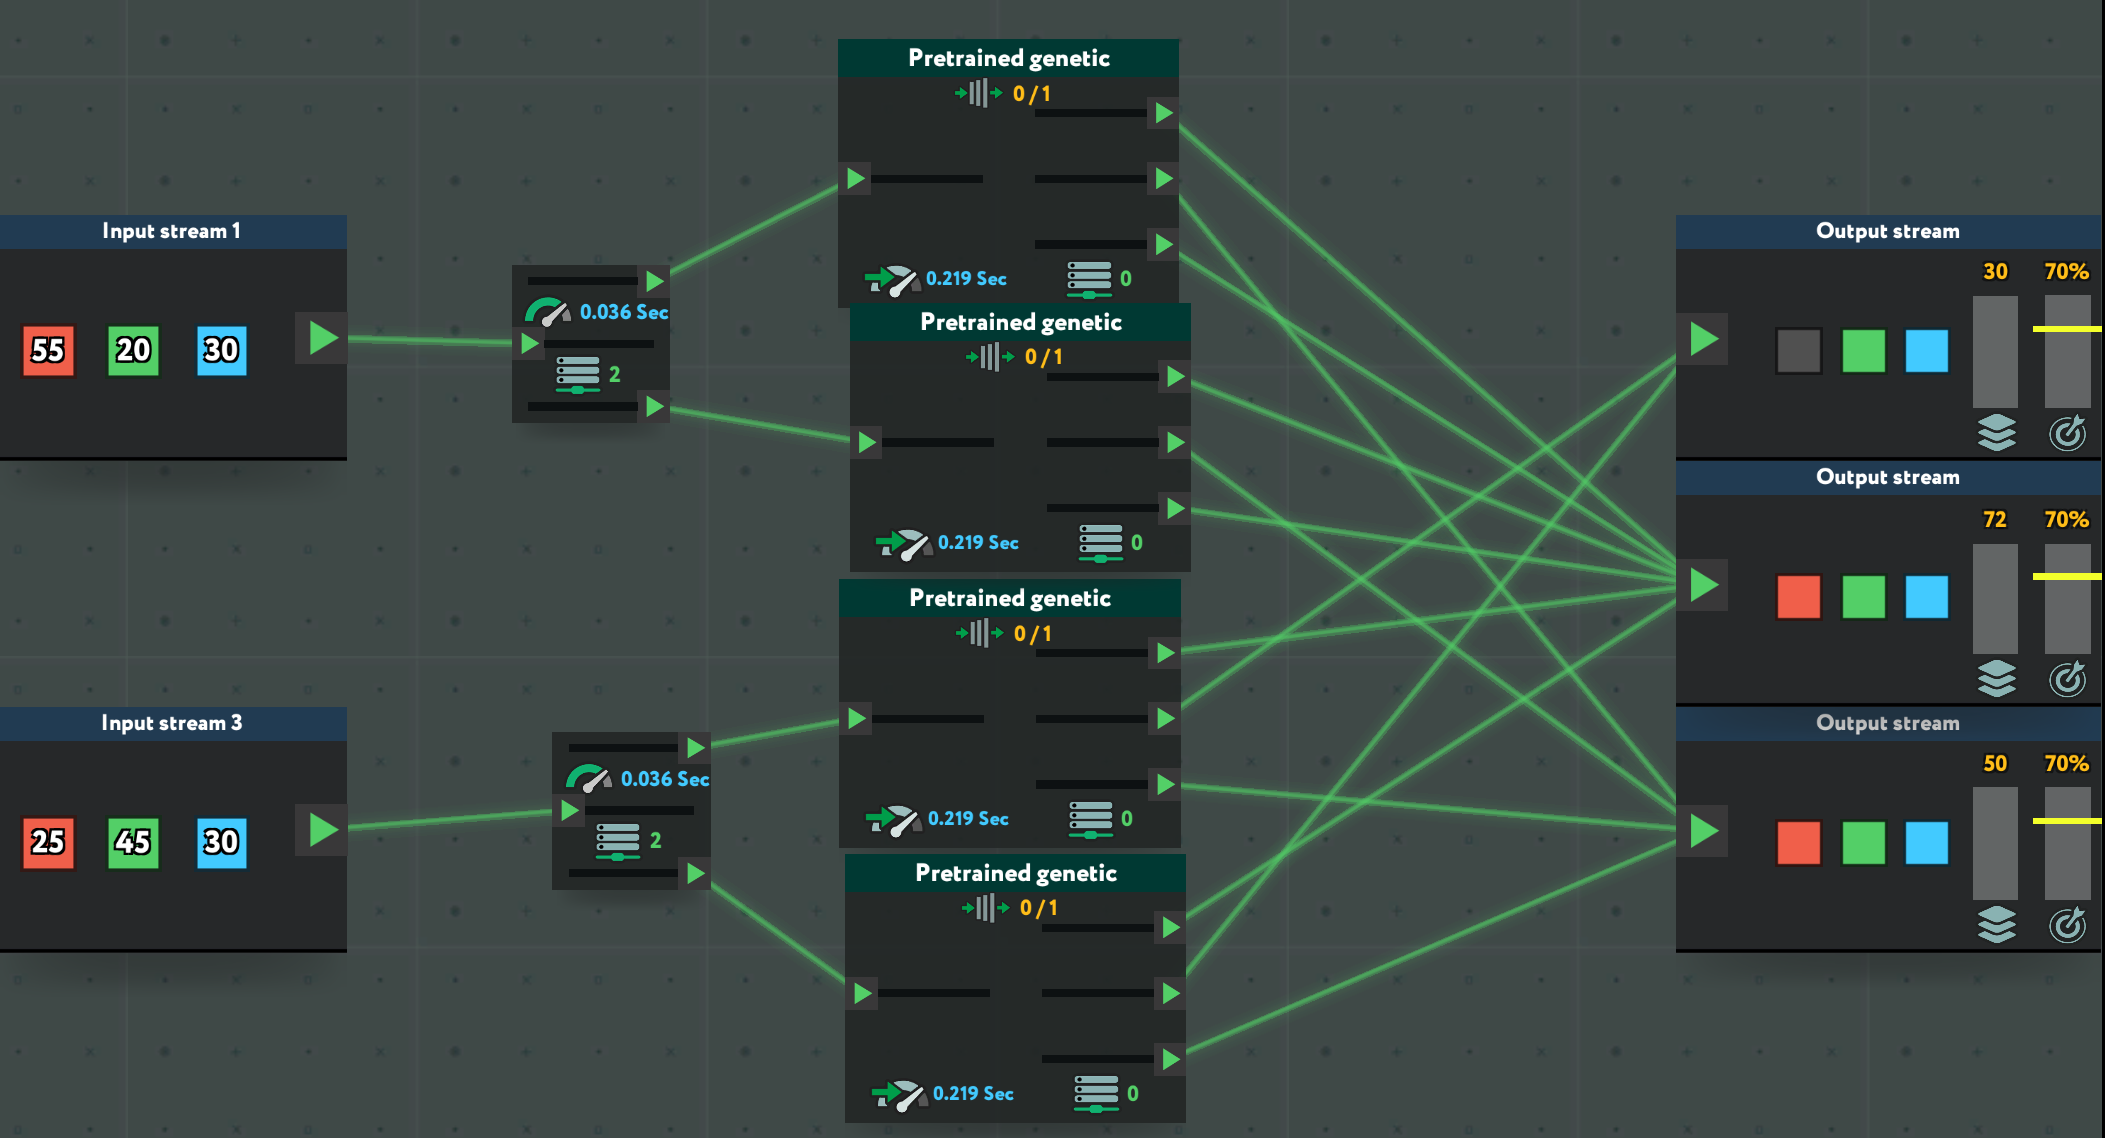 Pretrained genetic
0 / 1
0.219 Sec
0
Input stream 1
55 20 30
0.036 Sec
2
Pretrained genetic
0 / 1
0.219 Sec
0
Output stream
30 70%
Output stream
72 70%
Pretrained genetic
0 / 1
0.219 Sec
0
Input stream 3
25 45 30
0.036 Sec
2
Output stream
50 70%
Pretrained genetic
0 / 1
0.219 Sec
0